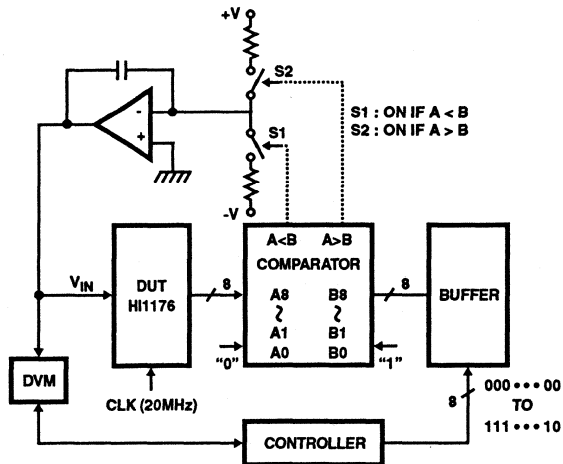 +V
S2
-
+
S1
S1 : ON IF A < B
S2 : ON IF A > B
-V
A<B A>B
COMPARATOR
A8 B8
≀ ≀
A1 B1
A0 B0
VIN
DUT
HI1176
8
8
BUFFER
"0"
"1"
DVM
CLK (20MHz)
8
000•••00
TO
111•••10
CONTROLLER